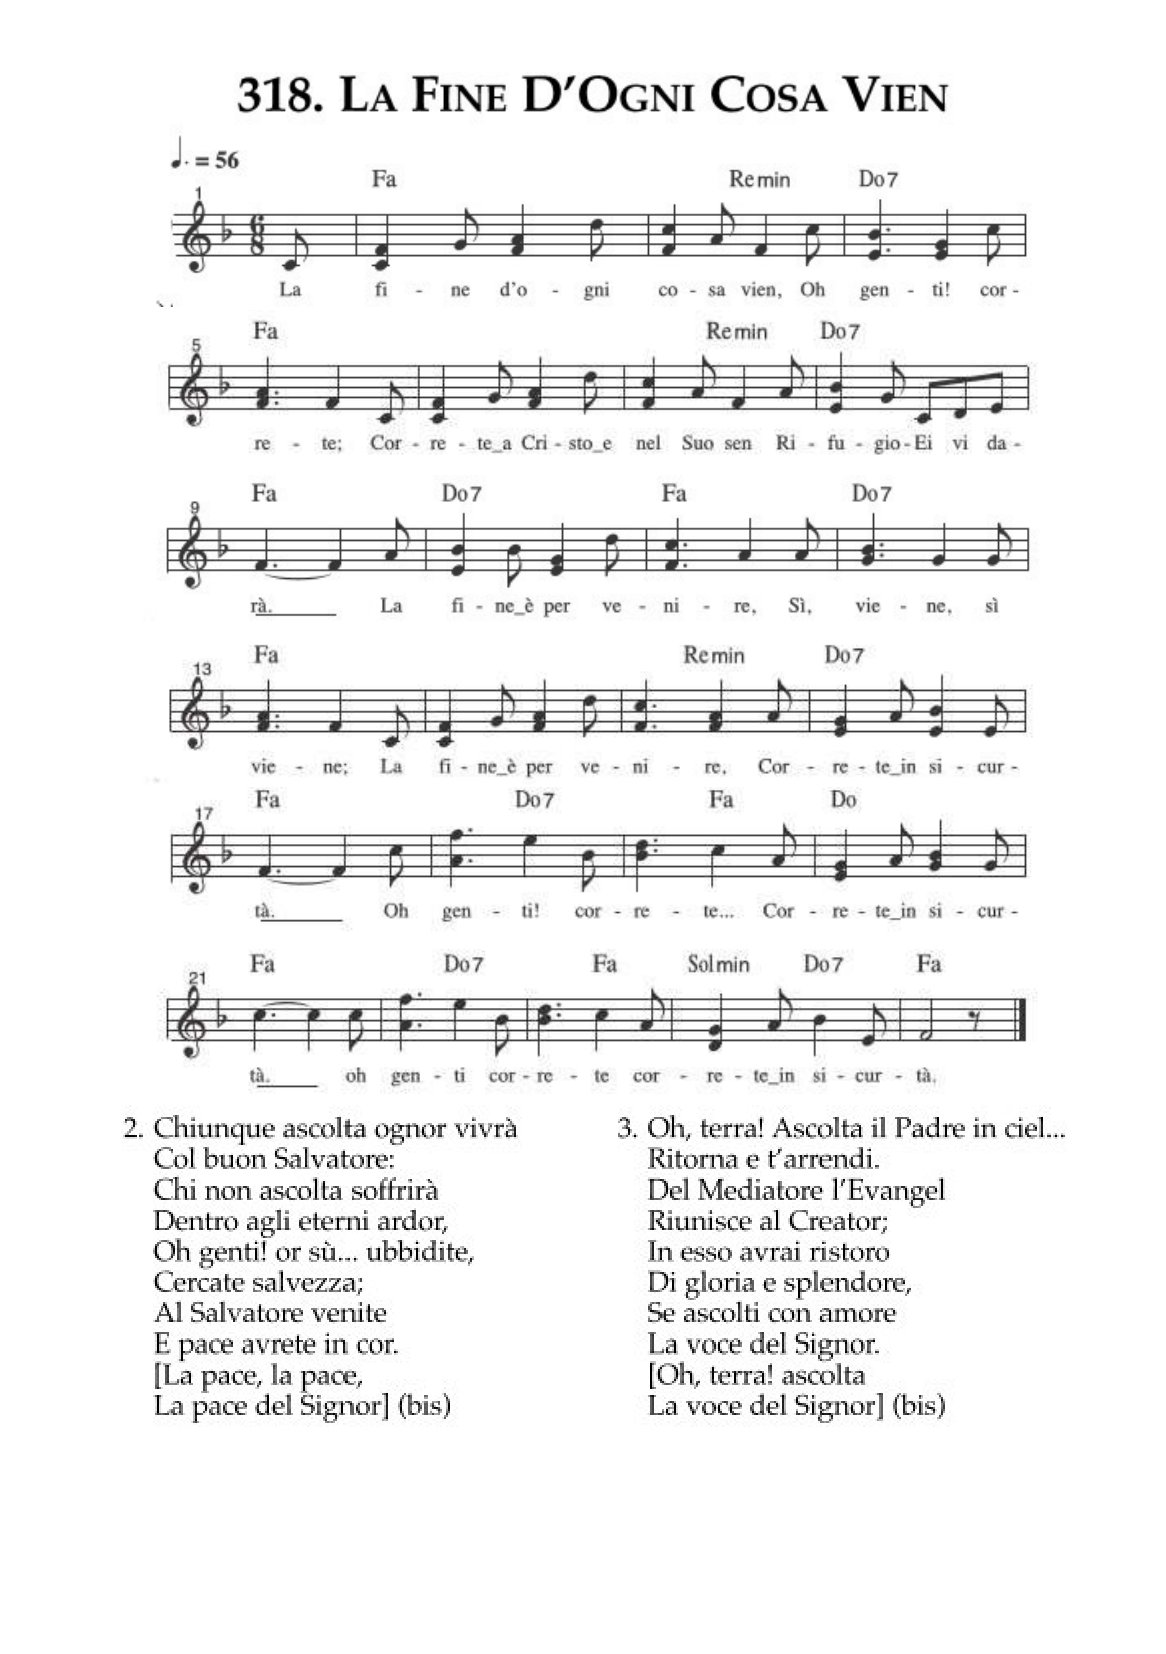 318. La Fine D'Ogni Cosa Vien
♩. = 56
Fa Remin Do7
1
6
8
La fi - ne d'o - gni co - sa vien, Oh gen - ti! cor -
Fa Remin Do7
5
re - te; Cor - re - te_a Cri - sto_e nel Suo sen Ri - fu - gio - Ei vi da -
Fa Do7 Fa Do7
9
rà. La fi - ne_è per ve - ni - re, Sì, vie - ne, sì
Fa Remin Do7
13
vie - ne; La fi - ne_è per ve - ni - re, Cor - re - te_in si - cur -
Fa Do7 Fa Do
17
tà. Oh gen - ti! cor - re - te... Cor - re - te_in si - cur -
Fa Do7 Fa Solmin Do7 Fa
21
tà. oh gen - ti cor - re - te cor - re - te_in si - cur - tà.
2. Chiunque ascolta ognor vivrà
Col buon Salvatore:
Chi non ascolta soffrirà
Dentro agli eterni ardor,
Oh genti! or sù... ubbidite,
Cercate salvezza;
Al Salvatore venite
E pace avrete in cor.
[La pace, la pace,
La pace del Signor] (bis)
3. Oh, terra! Ascolta il Padre in ciel...
Ritorna e t'arrendi.
Del Mediatore l'Evangel
Riunisce al Creator;
In esso avrai ristoro
Di gloria e splendore,
Se ascolti con amore
La voce del Signor.
[Oh, terra! ascolta
La voce del Signor] (bis)